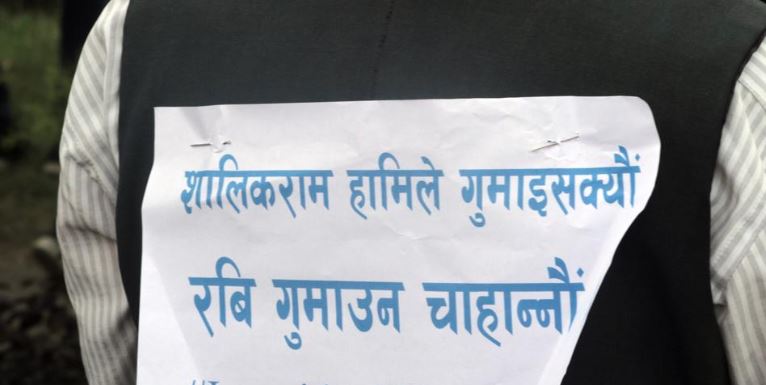 शालिकराम हामिले गुमाइसक्यौं
रबि गुमाउन चाहान्नौं